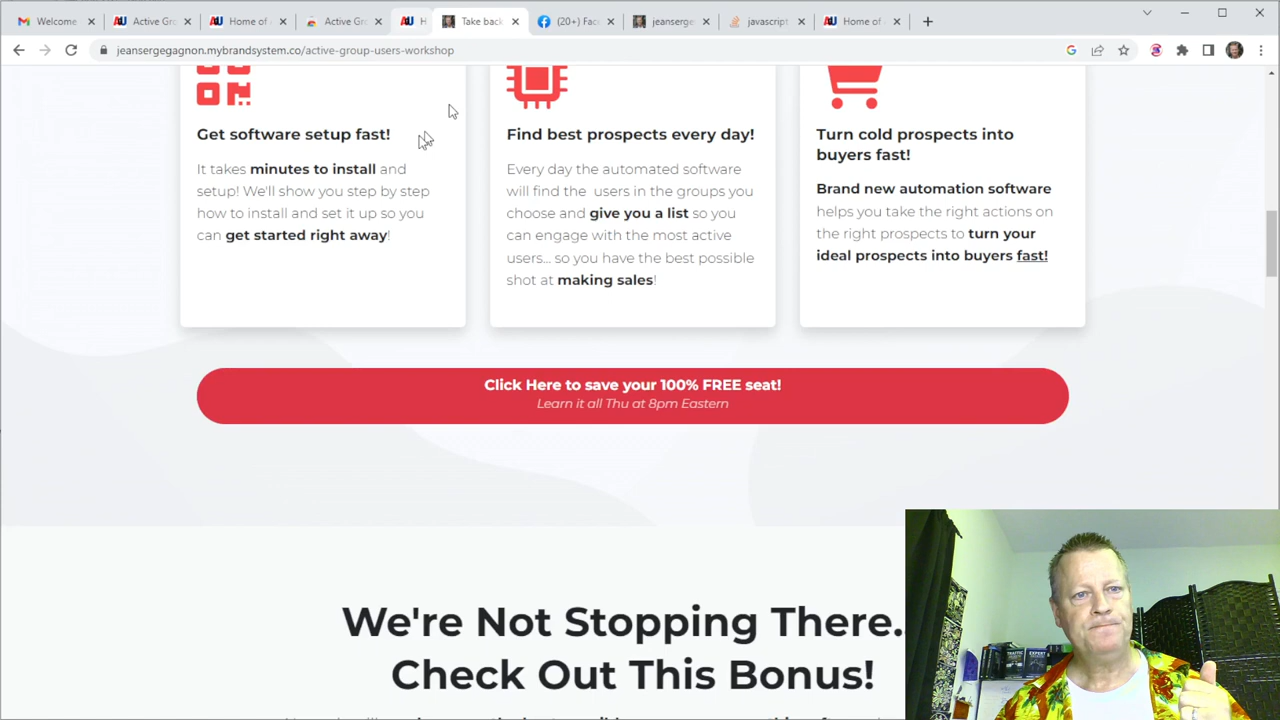 Welcome
Active Gro
Home of
Active Gr
H
Take back
(20+) Face
jeanserge
javascript
Home of
jeansergegagnon.mybrandsystem.co/active-group-users-workshop
Get software setup fast!
It takes minutes to install and
setup! We'll show you step by step
how to install and set it up so you
can get started right away!
Find best prospects every day!
Every day the automated software
will find the users in the groups you
choose and give you a list so you
can engage with the most active
users... so you have the best possible
shot at making sales!
Turn cold prospects into
buyers fast!
Brand new automation software
helps you take the right actions on
the right prospects to turn your
ideal prospects into buyers fast!
Click Here to save your 100% FREE seat!
Learn it all Thu at 8pm Eastern
We're Not Stopping There..
Check Out This Bonus!
TRAFFIC
EXPERT